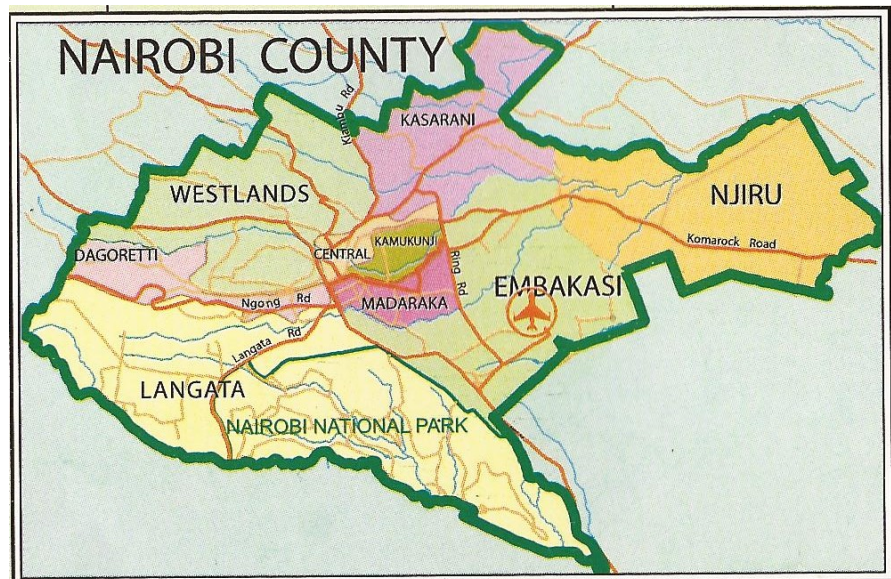 NAIROBI COUNTY
Kiambu Rd
KASARANI
WESTLANDS
NJIRU
DAGORETTI
CENTRAL
KAMUKUNJI
Ring Rd
Komarock Road
EMBAKASI
Ngong Rd
MADARAKA
Langata Rd
LANGATA
NAIROBI NATIONAL PARK